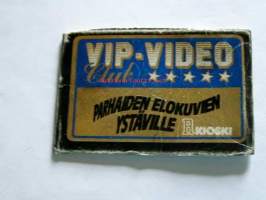 VIP-VIDEO
Club ★★★★★
PARHAIDEN ELOKUVIEN
YSTÄVILLE
R KIOSKI